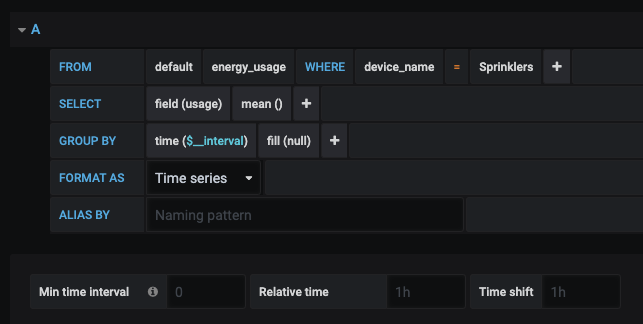 A
FROM default energy_usage WHERE device_name = Sprinklers +
SELECT field (usage) mean () +
GROUP BY time ($__interval) fill (null) +
FORMAT AS Time series
ALIAS BY Naming pattern
Min time interval 0 Relative time 1h Time shift 1h